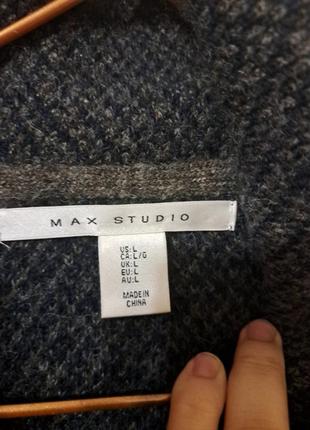 MAX STUDIO
US:L
CA:L/G
UK:L
EU:L
AU:L
MADE IN
CHINA